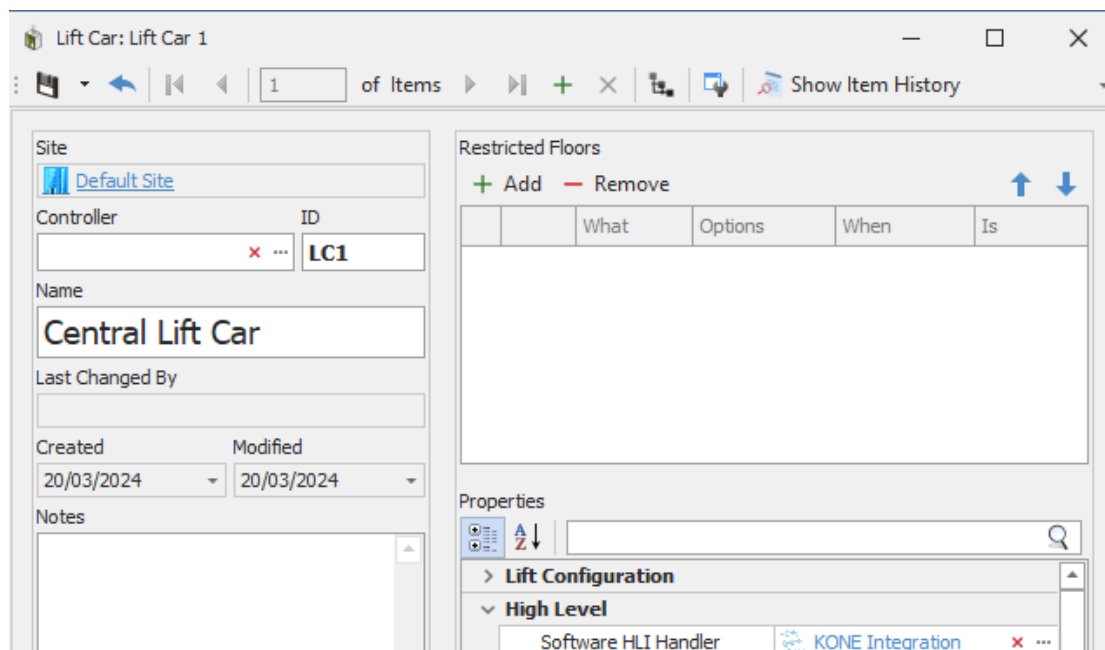 Lift Car: Lift Car 1
1 of Items Show Item History
Site
Default Site
Controller ID
LC1
Name
Central Lift Car
Last Changed By
Created Modified
20/03/2024 20/03/2024
Notes
Restricted Floors
Add Remove
What Options When Is
Properties
A Z
Lift Configuration
High Level
Software HLI Handler KONE Integration